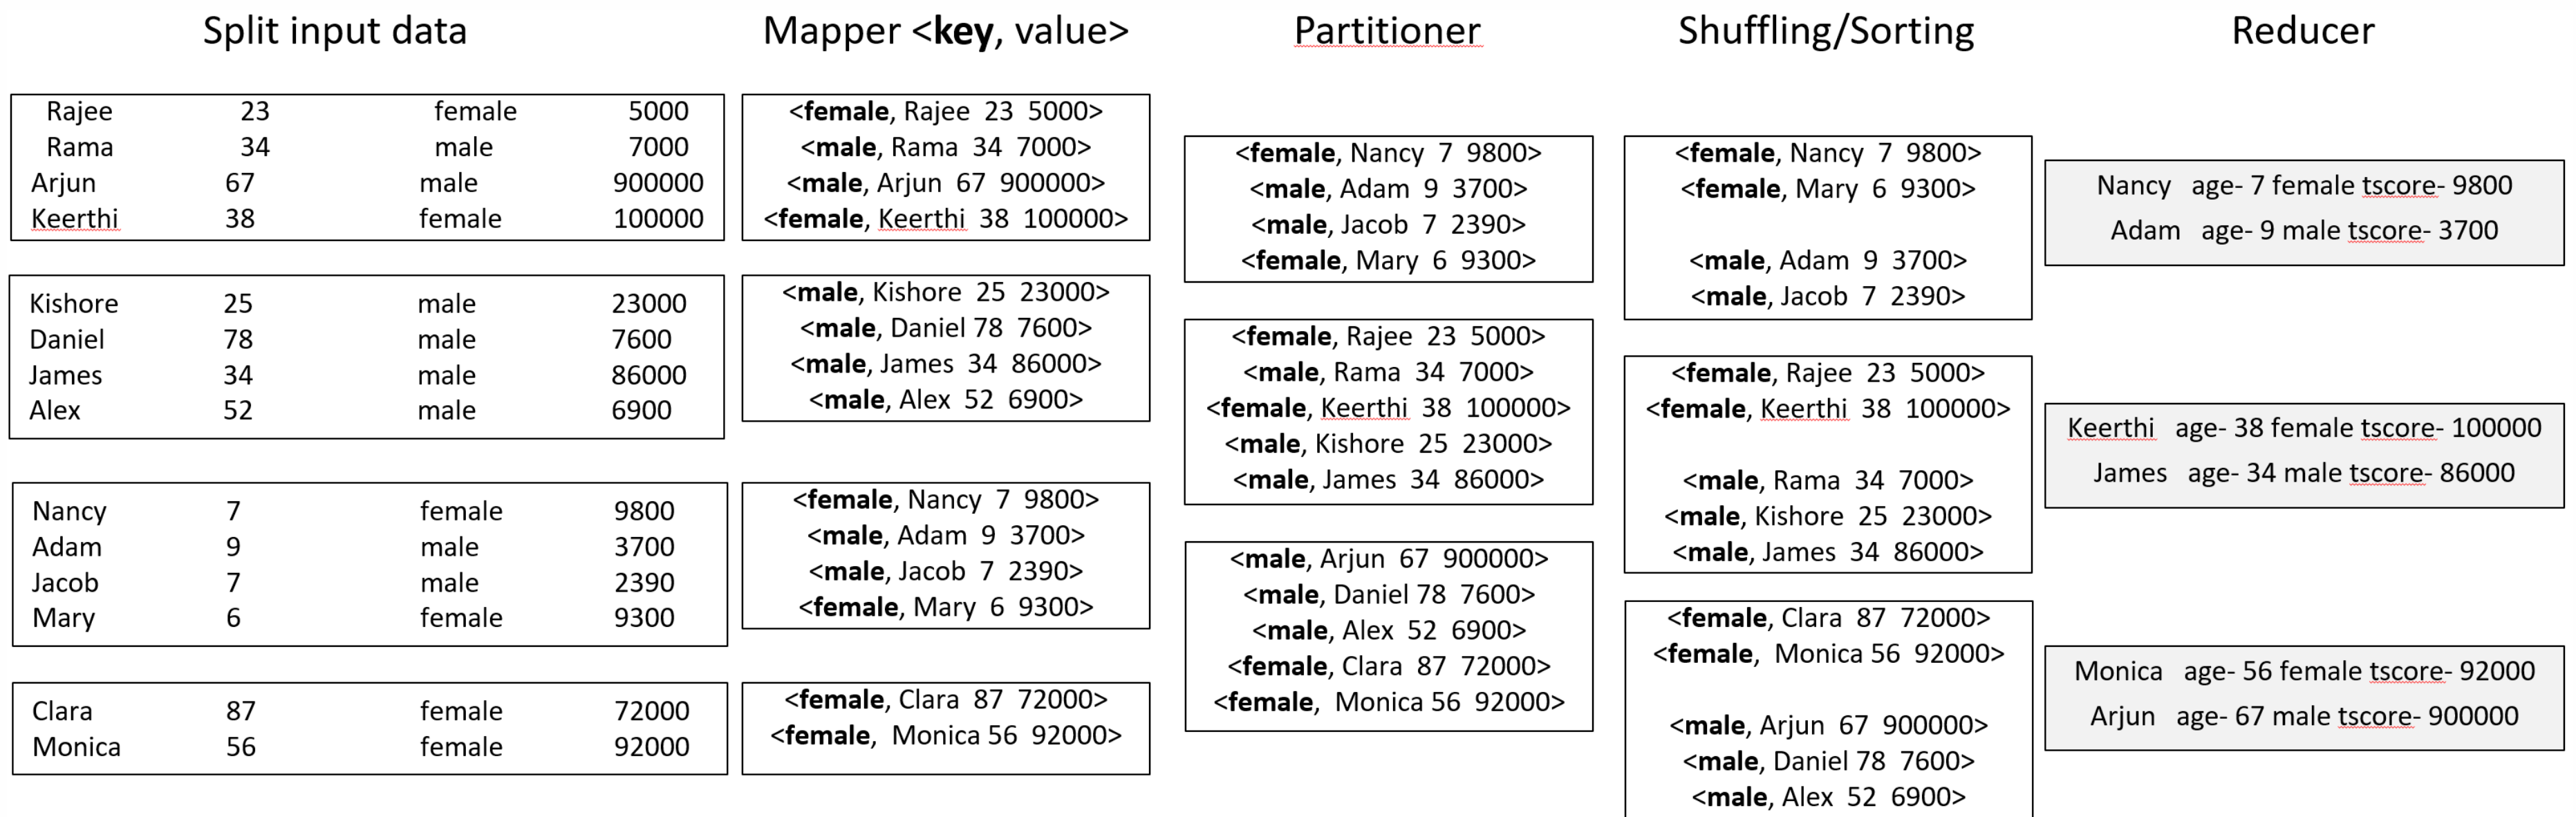 Split input data
Rajee 23 female 5000
Rama 34 male 7000
Arjun 67 male 900000
Keerthi 38 female 100000
Kishore 25 male 23000
Daniel 78 male 7600
James 34 male 86000
Alex 52 male 6900
Nancy 7 female 9800
Adam 9 male 3700
Jacob 7 male 2390
Mary 6 female 9300
Clara 87 female 72000
Monica 56 female 92000
Mapper <key, value>
<female, Rajee 23 5000>
<male, Rama 34 7000>
<male, Arjun 67 900000>
<female, Keerthi 38 100000>
<male, Kishore 25 23000>
<male, Daniel 78 7600>
<male, James 34 86000>
<male, Alex 52 6900>
<female, Nancy 7 9800>
<male, Adam 9 3700>
<male, Jacob 7 2390>
<female, Mary 6 9300>
<female, Clara 87 72000>
<female, Monica 56 92000>
Partitioner
<female, Nancy 7 9800>
<male, Adam 9 3700>
<male, Jacob 7 2390>
<female, Mary 6 9300>
<female, Rajee 23 5000>
<male, Rama 34 7000>
<female, Keerthi 38 100000>
<male, Kishore 25 23000>
<male, James 34 86000>
<male, Arjun 67 900000>
<male, Daniel 78 7600>
<male, Alex 52 6900>
<female, Clara 87 72000>
<female, Monica 56 92000>
Shuffling/Sorting
<female, Nancy 7 9800>
<female, Mary 6 9300>
<male, Adam 9 3700>
<male, Jacob 7 2390>
<female, Rajee 23 5000>
<female, Keerthi 38 100000>
<male, Rama 34 7000>
<male, Kishore 25 23000>
<male, James 34 86000>
<female, Clara 87 72000>
<female, Monica 56 92000>
<male, Arjun 67 900000>
<male, Daniel 78 7600>
<male, Alex 52 6900>
Reducer
Nancy age- 7 female tscore- 9800
Adam age- 9 male tscore- 3700
Keerthi age- 38 female tscore- 100000
James age- 34 male tscore- 86000
Monica age- 56 female tscore- 92000
Arjun age- 67 male tscore- 900000